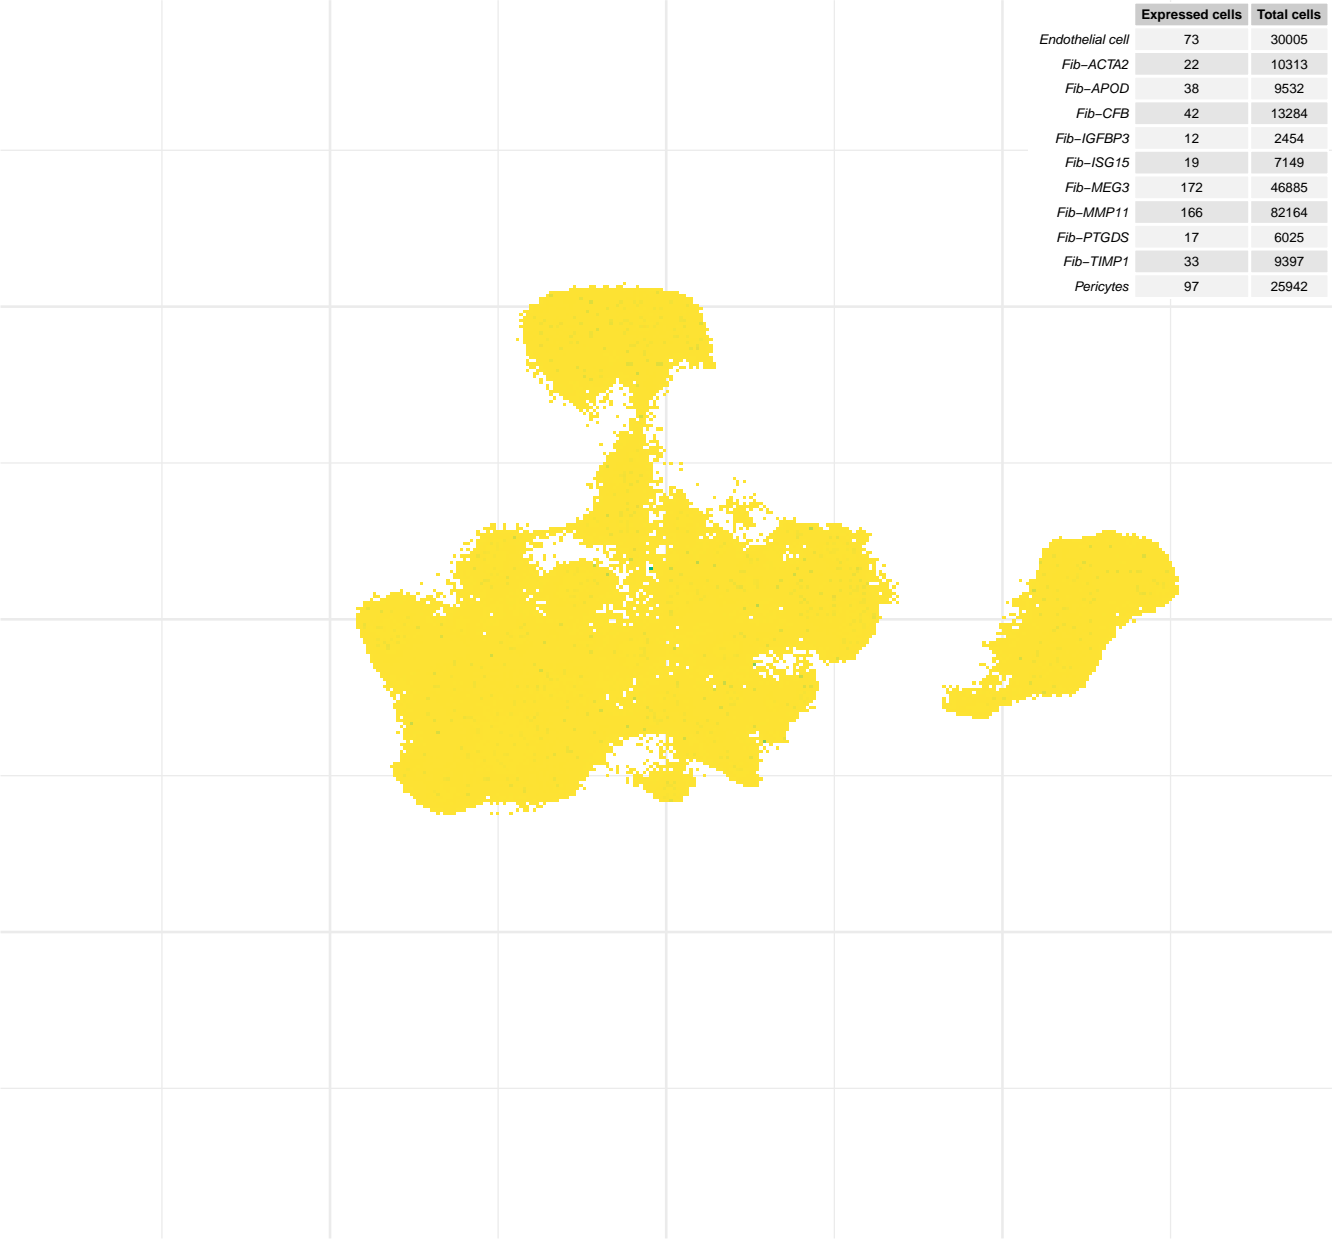 Expressed cells Total cells
Endothelial cell 73 30005
Fib−ACTA2 22 10313
Fib−APOD 38 9532
Fib−CFB 42 13284
Fib−IGFBP3 12 2454
Fib−ISG15 19 7149
Fib−MEG3 172 46885
Fib−MMP11 166 82164
Fib−PTGDS 17 6025
Fib−TIMP1 33 9397
Pericytes 97 25942